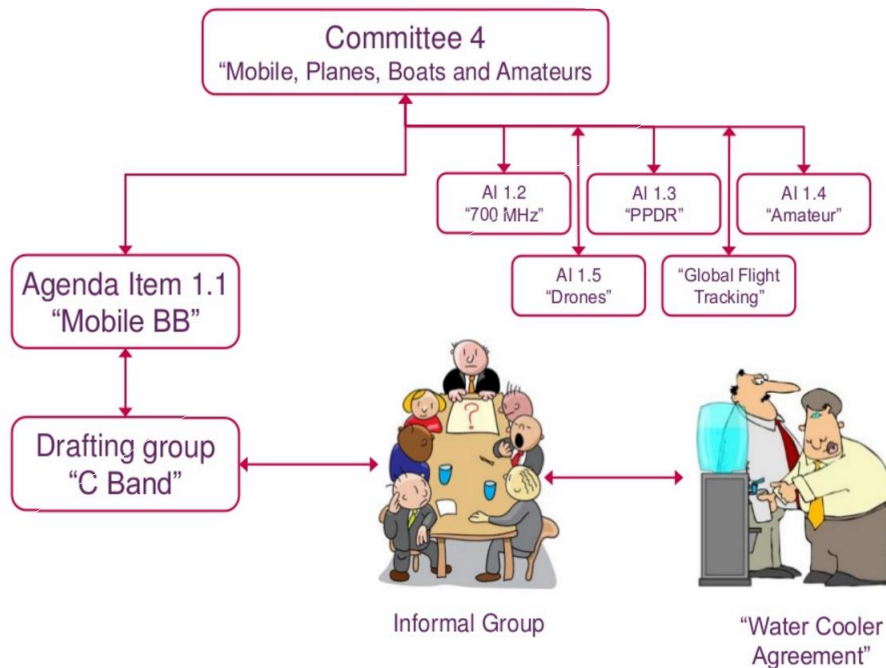 Committee 4
“Mobile, Planes, Boats and Amateurs
AI 1.2
“700 MHz”
AI 1.3
“PPDR”
AI 1.4
“Amateur”
AI 1.5
“Drones”
“Global Flight
Tracking”
Agenda Item 1.1
“Mobile BB”
Drafting group
“C Band”
?
Informal Group
“Water Cooler
Agreement”